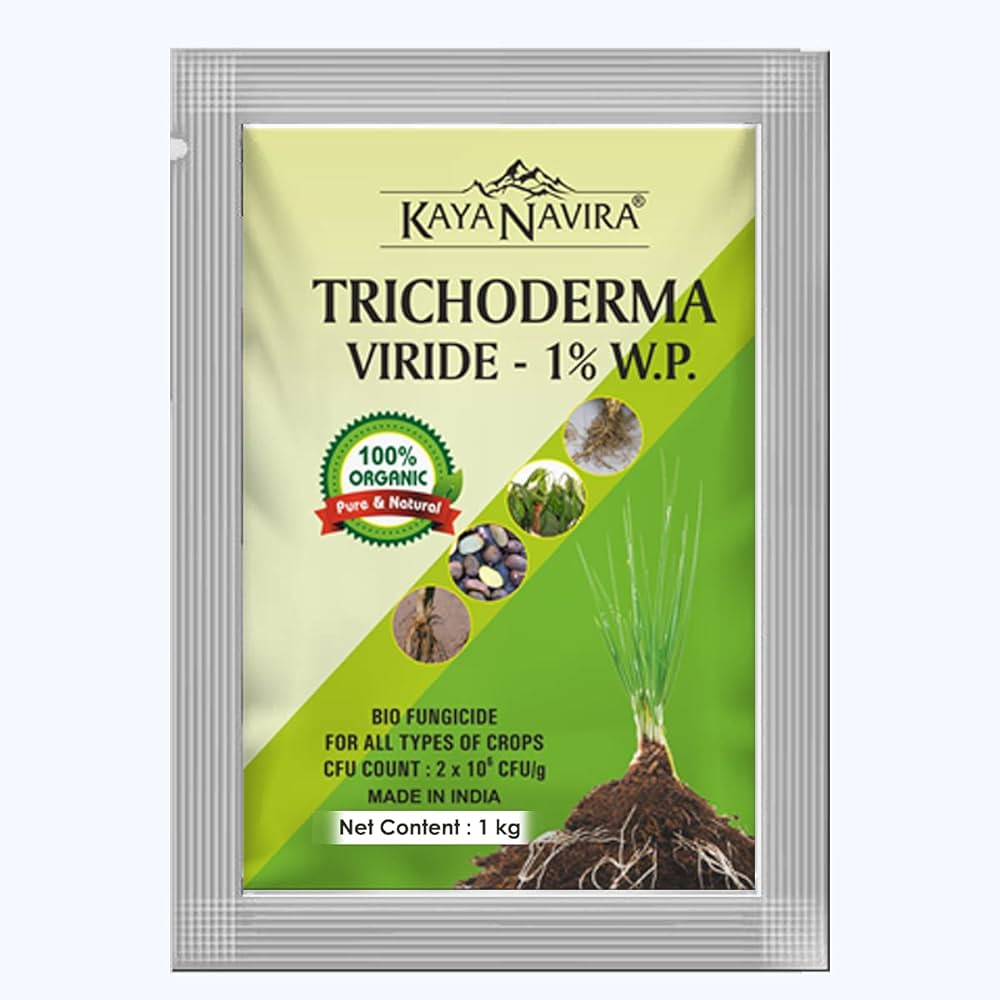 KAYA NAVIRA®
TRICHODERMA
VIRIDE - 1% W.P.
100%
ORGANIC
Pure & Natural
BIO FUNGICIDE
FOR ALL TYPES OF CROPS
CFU COUNT : 2 x 10⁶ CFU/g
MADE IN INDIA
Net Content : 1 kg